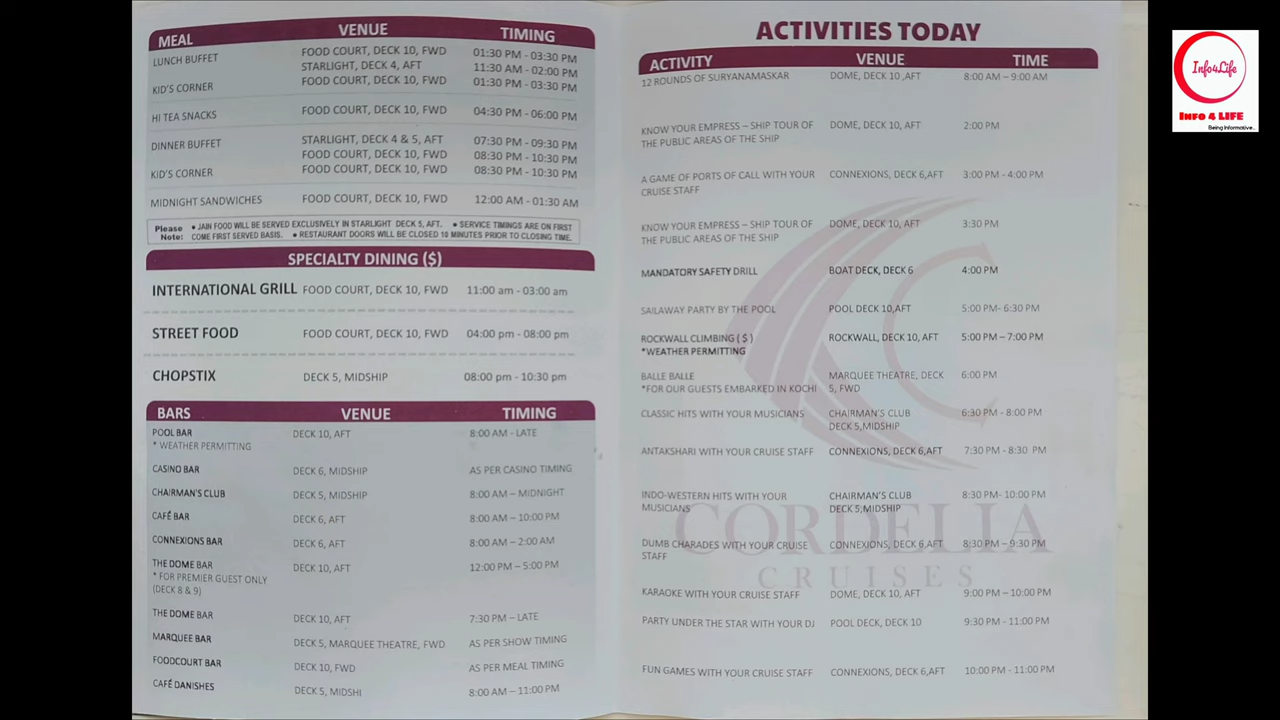 MEAL VENUE TIMING
LUNCH BUFFET FOOD COURT, DECK 10, FWD 01:30 PM - 03:30 PM
STARLIGHT, DECK 4, AFT 11:30 AM - 02:00 PM
KID'S CORNER FOOD COURT, DECK 10, FWD 01:30 PM - 03:30 PM
HI TEA SNACKS FOOD COURT, DECK 10, FWD 04:30 PM - 06:00 PM
DINNER BUFFET STARLIGHT, DECK 4 & 5, AFT 07:30 PM - 09:30 PM
FOOD COURT, DECK 10, FWD 08:30 PM - 10:30 PM
KID'S CORNER FOOD COURT, DECK 10, FWD 08:30 PM - 10:30 PM
MIDNIGHT SANDWICHES FOOD COURT, DECK 10, FWD 12:00 AM - 01:30 AM
Please Note: • JAIN FOOD WILL BE SERVED EXCLUSIVELY IN STARLIGHT DECK 5, AFT. • SERVICE TIMINGS ARE ON FIRST
COME FIRST SERVED BASIS. • RESTAURANT DOORS WILL BE CLOSED 10 MINUTES PRIOR TO CLOSING TIME.
SPECIALTY DINING ($)
INTERNATIONAL GRILL FOOD COURT, DECK 10, FWD 11:00 am - 03:00 am
STREET FOOD FOOD COURT, DECK 10, FWD 04:00 pm - 08:00 pm
CHOPSTIX DECK 5, MIDSHIP 08:00 pm - 10:30 pm
BARS VENUE TIMING
POOL BAR DECK 10, AFT 8:00 AM - LATE
* WEATHER PERMITTING
CASINO BAR DECK 6, MIDSHIP AS PER CASINO TIMING
CHAIRMAN'S CLUB DECK 5, MIDSHIP 8:00 AM – MIDNIGHT
CAFÉ BAR DECK 6, AFT 8:00 AM – 10:00 PM
CONNEXIONS BAR DECK 6, AFT 8:00 AM – 2:00 AM
THE DOME BAR DECK 10, AFT 12:00 PM – 5:00 PM
* FOR PREMIER GUEST ONLY
(DECK 8 & 9)
THE DOME BAR DECK 10, AFT 7:30 PM – LATE
MARQUEE BAR DECK 5, MARQUEE THEATRE, FWD AS PER SHOW TIMING
FOODCOURT BAR DECK 10, FWD AS PER MEAL TIMING
CAFÉ DANISHES DECK 5, MIDSHI 8:00 AM – 11:00 PM
ACTIVITIES TODAY
ACTIVITY VENUE TIME
12 ROUNDS OF SURYANAMASKAR DOME, DECK 10 ,AFT 8:00 AM – 9:00 AM
KNOW YOUR EMPRESS – SHIP TOUR OF DOME, DECK 10, AFT 2:00 PM
THE PUBLIC AREAS OF THE SHIP
A GAME OF PORTS OF CALL WITH YOUR CONNEXIONS, DECK 6,AFT 3:00 PM - 4:00 PM
CRUISE STAFF
KNOW YOUR EMPRESS – SHIP TOUR OF DOME, DECK 10, AFT 3:30 PM
THE PUBLIC AREAS OF THE SHIP
MANDATORY SAFETY DRILL BOAT DECK, DECK 6 4:00 PM
SAILAWAY PARTY BY THE POOL POOL DECK 10,AFT 5:00 PM- 6:30 PM
ROCKWALL CLIMBING ( $ ) ROCKWALL, DECK 10, AFT 5:00 PM – 7:00 PM
*WEATHER PERMITTING
BALLE BALLE MARQUEE THEATRE, DECK 6:00 PM
*FOR OUR GUESTS EMBARKED IN KOCHI 5, FWD
CLASSIC HITS WITH YOUR MUSICIANS CHAIRMAN'S CLUB 6:30 PM - 8:00 PM
DECK 5,MIDSHIP
ANTAKSHARI WITH YOUR CRUISE STAFF CONNEXIONS, DECK 6,AFT 7:30 PM - 8:30 PM
INDO-WESTERN HITS WITH YOUR CHAIRMAN'S CLUB 8:30 PM- 10:00 PM
MUSICIANS DECK 5,MIDSHIP
CORDELIA
DUMB CHARADES WITH YOUR CRUISE CONNEXIONS, DECK 6,AFT 8:30 PM – 9:30 PM
STAFF
CRUISES
KARAOKE WITH YOUR CRUISE STAFF DOME, DECK 10, AFT 9:00 PM – 10:00 PM
PARTY UNDER THE STAR WITH YOUR DJ POOL DECK, DECK 10 9:30 PM - 11:00 PM
FUN GAMES WITH YOUR CRUISE STAFF CONNEXIONS, DECK 6,AFT 10:00 PM - 11:00 PM
Info4Life
INFO 4 LIFE
Being Informative...